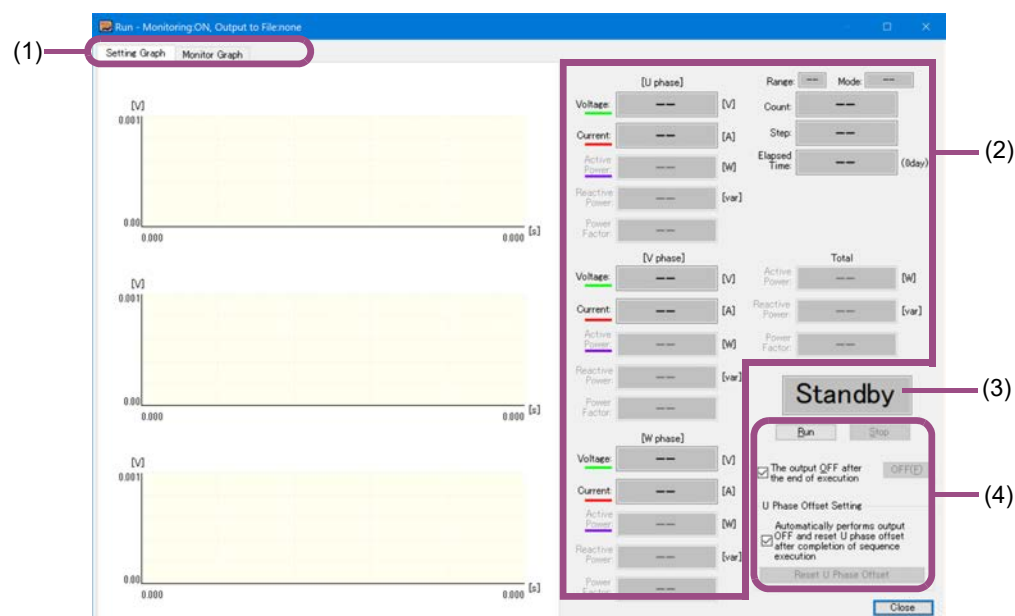 Run - Monitoring:ON, Output to File:none
(1)
Setting Graph Monitor Graph
[V]
0.001
0.00
0.000 0.000 [s]
[V]
0.001
0.00
0.000 0.000 [s]
[V]
0.001
0.00
0.000 0.000 [s]
[U phase]
Voltage: -- [V]
Current: -- [A]
Active Power: -- [W]
Reactive Power: -- [var]
Power Factor: --
[V phase]
Voltage: -- [V]
Current: -- [A]
Active Power: -- [W]
Reactive Power: -- [var]
Power Factor: --
[W phase]
Voltage: -- [V]
Current: -- [A]
Active Power: -- [W]
Reactive Power: -- [var]
Power Factor: --
Range: -- Mode: --
Count: --
Step: --
Elapsed Time: -- (0day)
(2)
Total
Active Power: -- [W]
Reactive Power: -- [var]
Power Factor: --
Standby
(3)
Run Stop
The output OFF after
the end of execution
OFF(F)
(4)
U Phase Offset Setting
Automatically performs output
OFF and reset U phase offset
after completion of sequence
execution
Reset U Phase Offset
Close